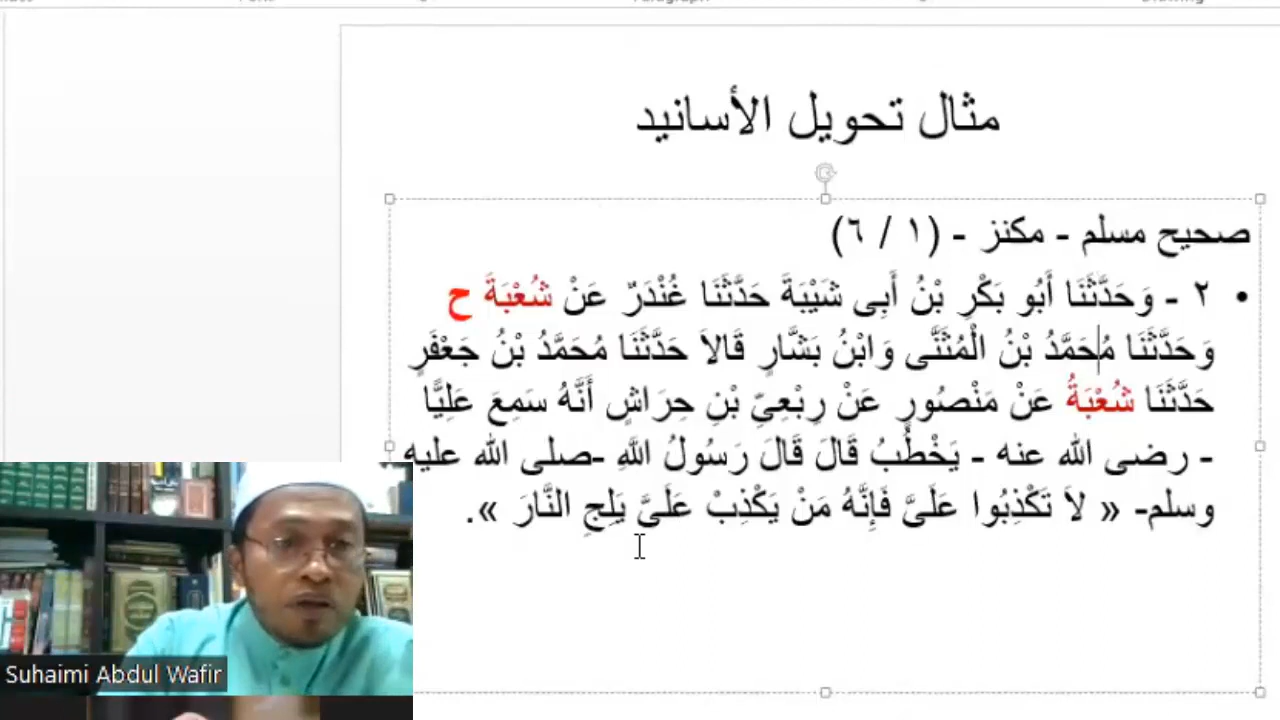 مثال تحويل الأسانيد
صحيح مسلم - مكنز - (١ / ٦)
• ٢ - وَحَدَّثَنَا أَبُو بَكْرِ بْنُ أَبِى شَيْبَةَ حَدَّثَنَا غُنْدَرٌ عَنْ شُعْبَةَ ح
وَحَدَّثَنَا مُحَمَّدُ بْنُ الْمُثَنَّى وَابْنُ بَشَّارٍ قَالاَ حَدَّثَنَا مُحَمَّدُ بْنُ جَعْفَرٍ
حَدَّثَنَا شُعْبَةُ عَنْ مَنْصُورٍ عَنْ رِبْعِىِّ بْنِ حِرَاشٍ أَنَّهُ سَمِعَ عَلِيًّا
- رضى الله عنه - يَخْطُبُ قَالَ قَالَ رَسُولُ اللَّهِ -صلى الله عليه
وسلم- « لاَ تَكْذِبُوا عَلَىَّ فَإِنَّهُ مَنْ يَكْذِبْ عَلَىَّ يَلِجِ النَّارَ ».
Suhaimi Abdul Wafir